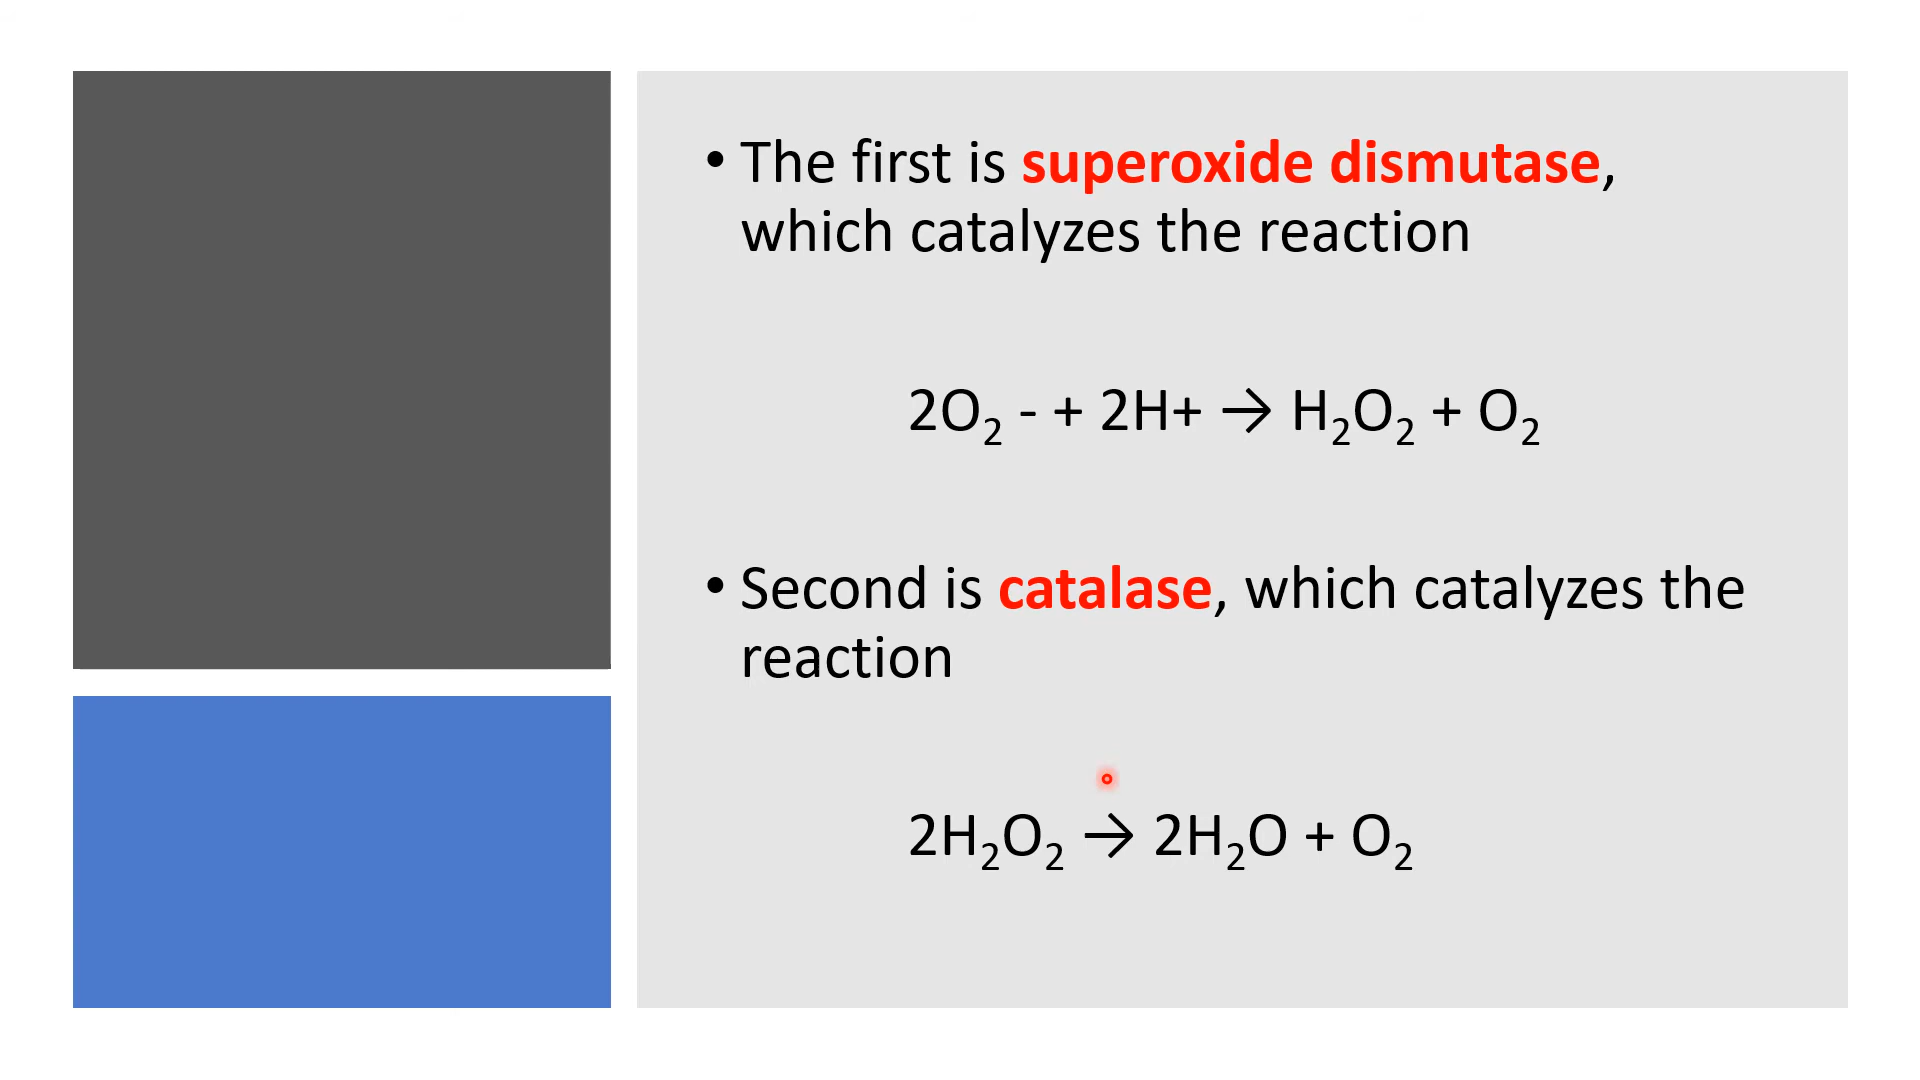 • The first is superoxide dismutase,
which catalyzes the reaction
2O₂ - + 2H+ → H₂O₂ + O₂
• Second is catalase, which catalyzes the
reaction
2H₂O₂ → 2H₂O + O₂